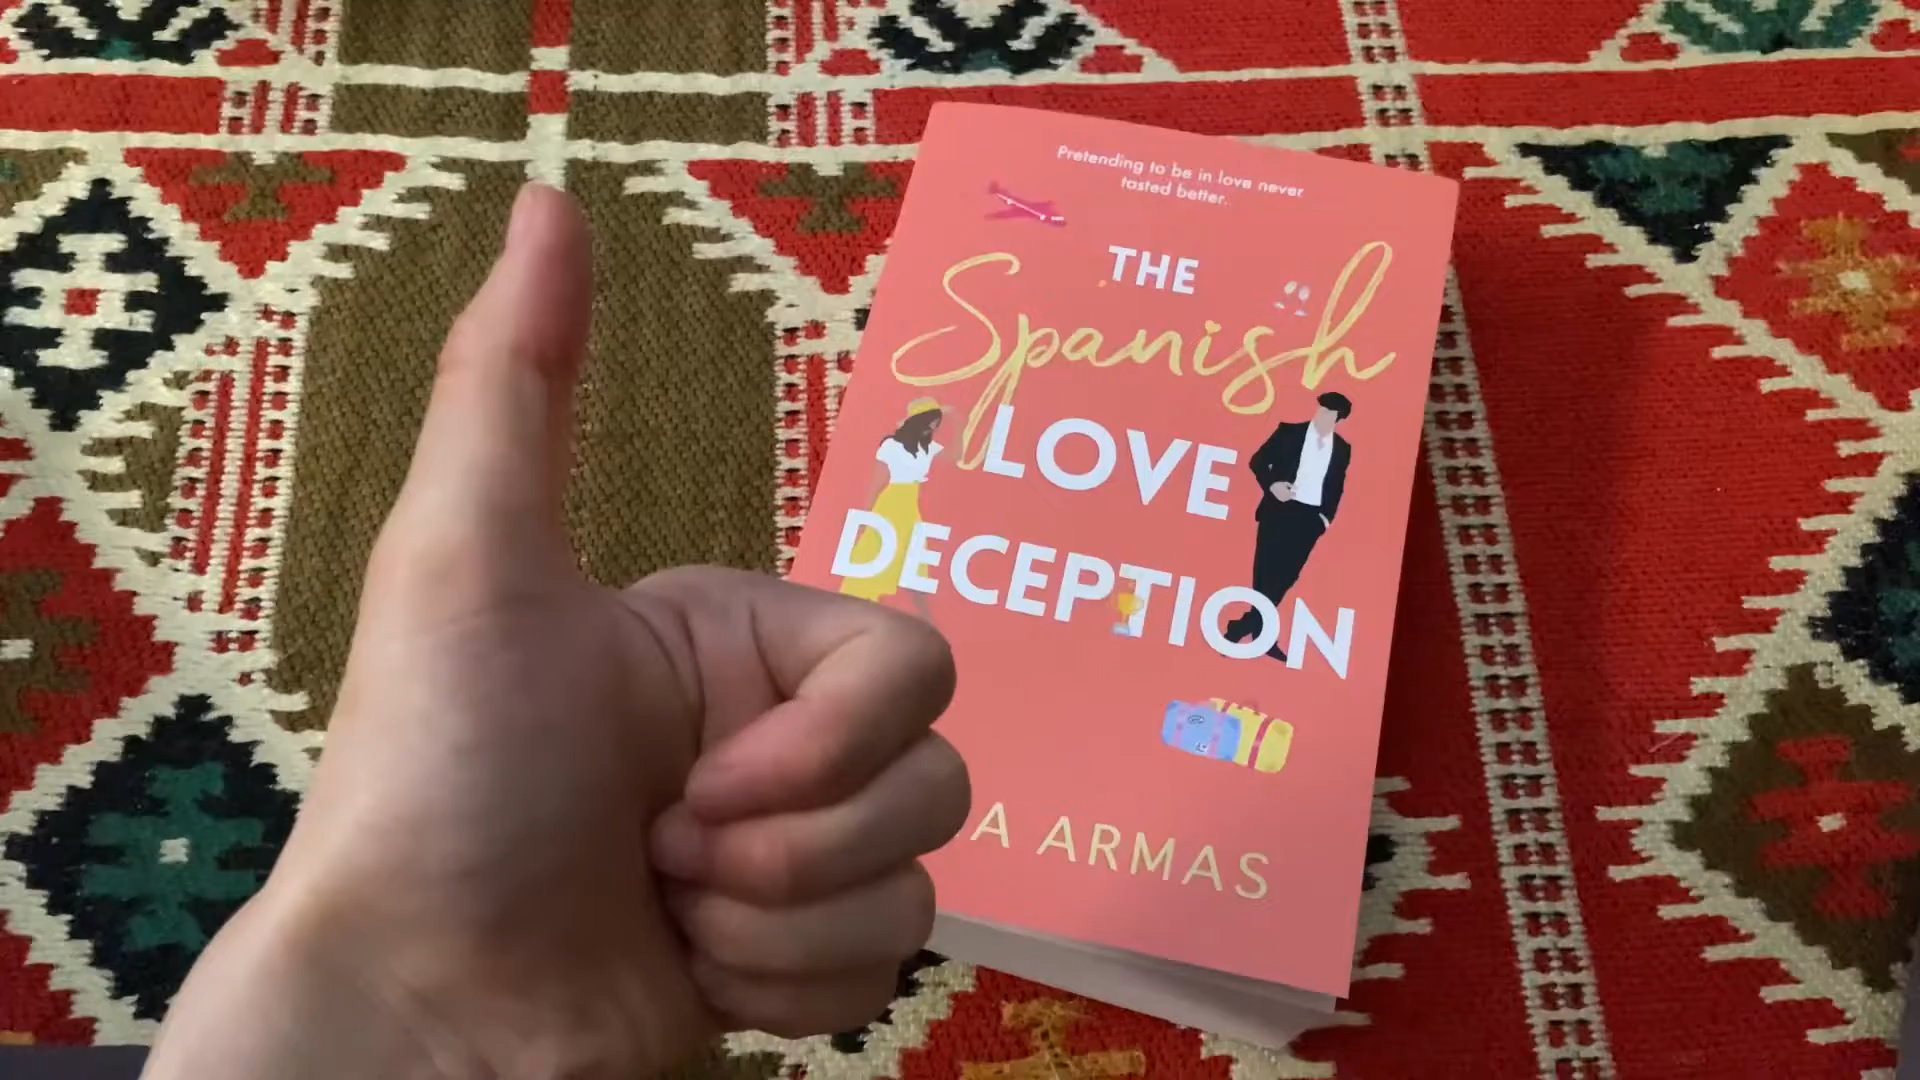 Pretending to be in love never
tasted better.
THE
Spanish
LOVE
DECEPTION
A ARMAS